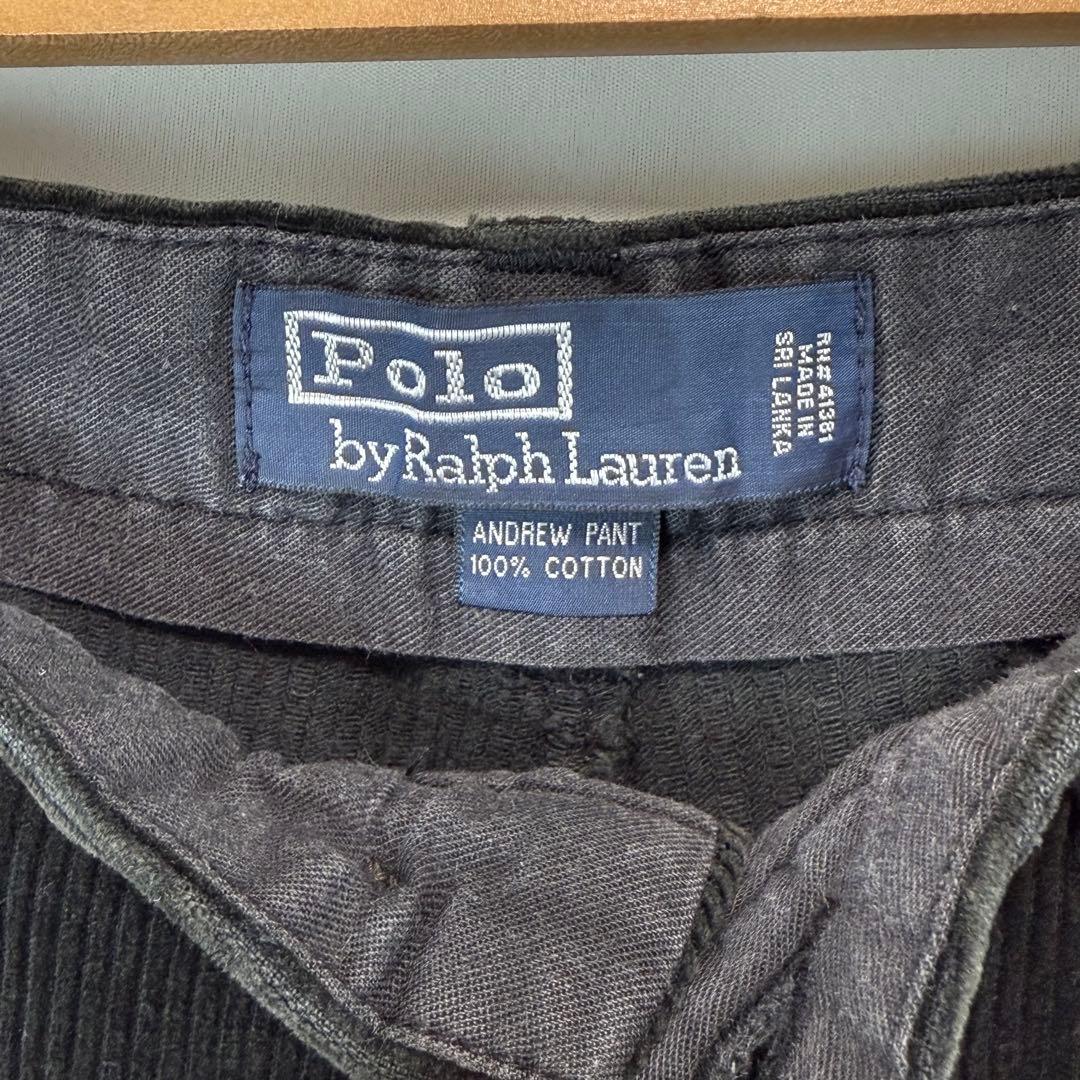 Polo
by Ralph Lauren
RN#41381
MADE IN
SRI LANKA
ANDREW PANT
100% COTTON